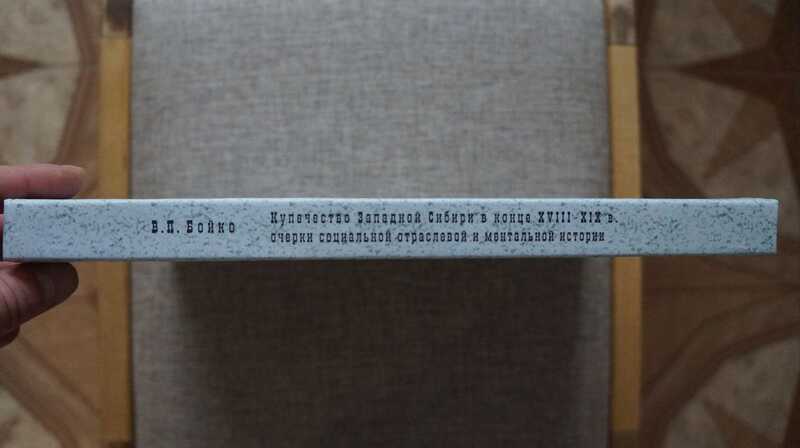 В.П. Бойко
Купечество Западной Сибири в конце XVIII-XIX в.
очерки социальной отраслевой и ментальной истории